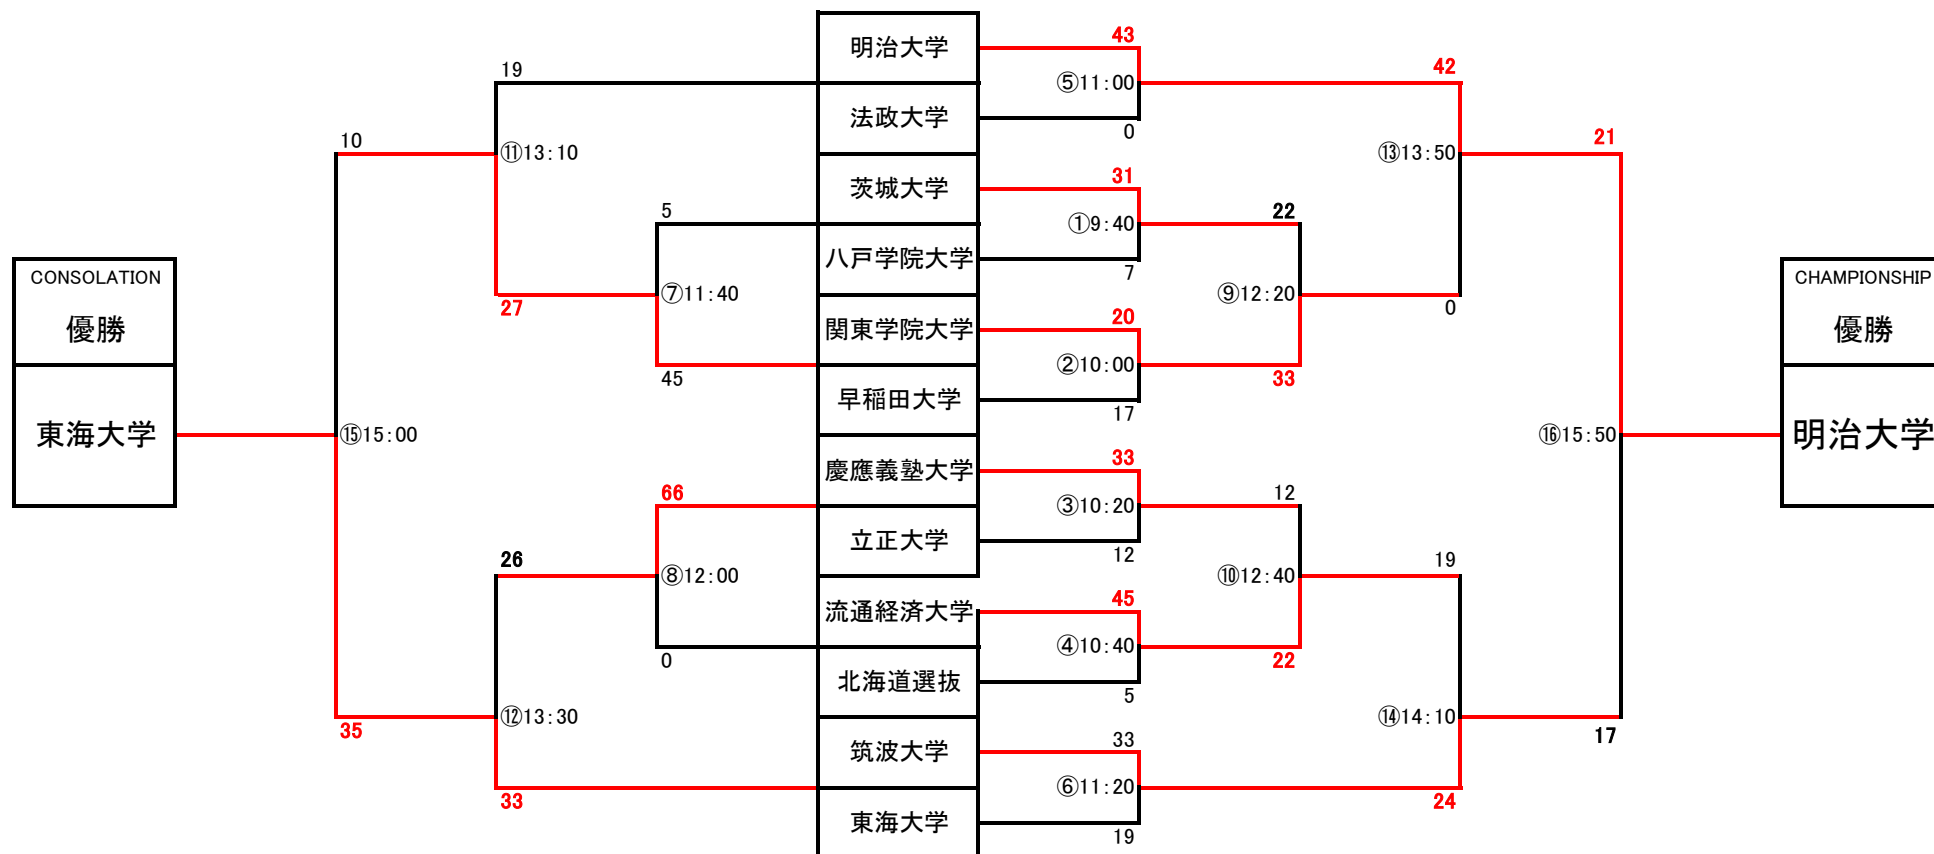 明治大学
43
19
42
⑤11:00
法政大学
0
10
21
⑪13:10
⑬13:50
茨城大学
31
5
22
①9:40
八戸学院大学
7
CONSOLATION
優勝
東海大学
⑦11:40
⑨12:20
CHAMPIONSHIP
優勝
明治大学
27
0
関東学院大学
20
②10:00
45
33
早稲田大学
17
⑮15:00
⑯15:50
慶應義塾大学
33
66
12
③10:20
立正大学
12
26
19
⑧12:00
⑩12:40
流通経済大学
45
④10:40
0
22
北海道選抜
5
⑫13:30
⑭14:10
35
17
筑波大学
33
⑥11:20
33
24
東海大学
19